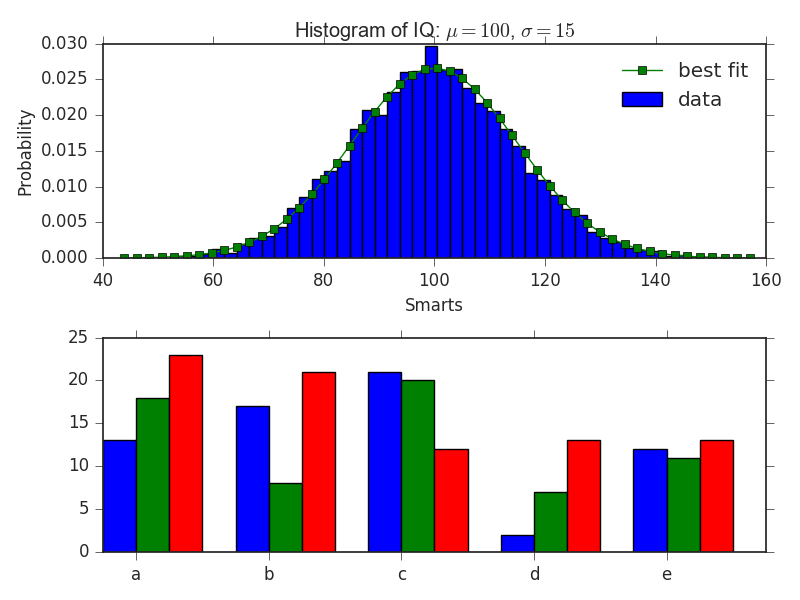 Histogram of IQ: μ = 100, σ = 15
0.030
0.025
0.020
0.015
0.010
0.005
0.000
Probability
best fit
data
40 60 80 100 120 140 160
Smarts
25
20
15
10
5
0
a b c d e